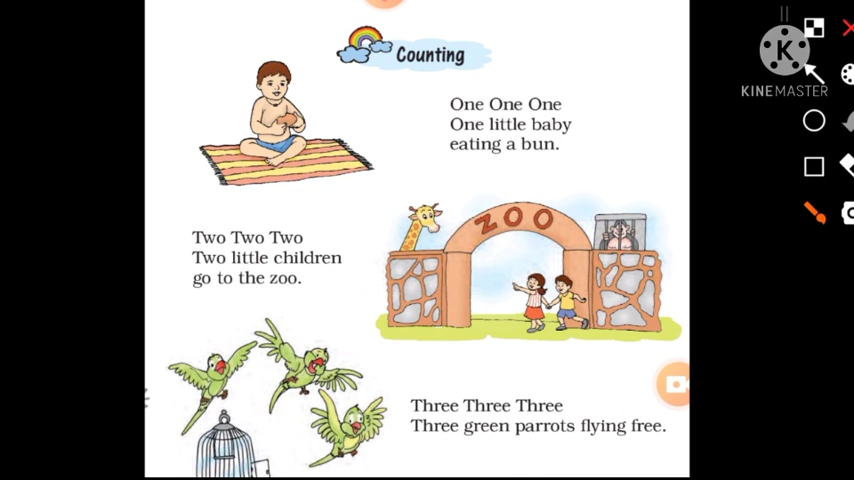 Counting
KINEMASTER
One One One
One little baby
eating a bun.
ZOO
Two Two Two
Two little children
go to the zoo.
Three Three Three
Three green parrots flying free.